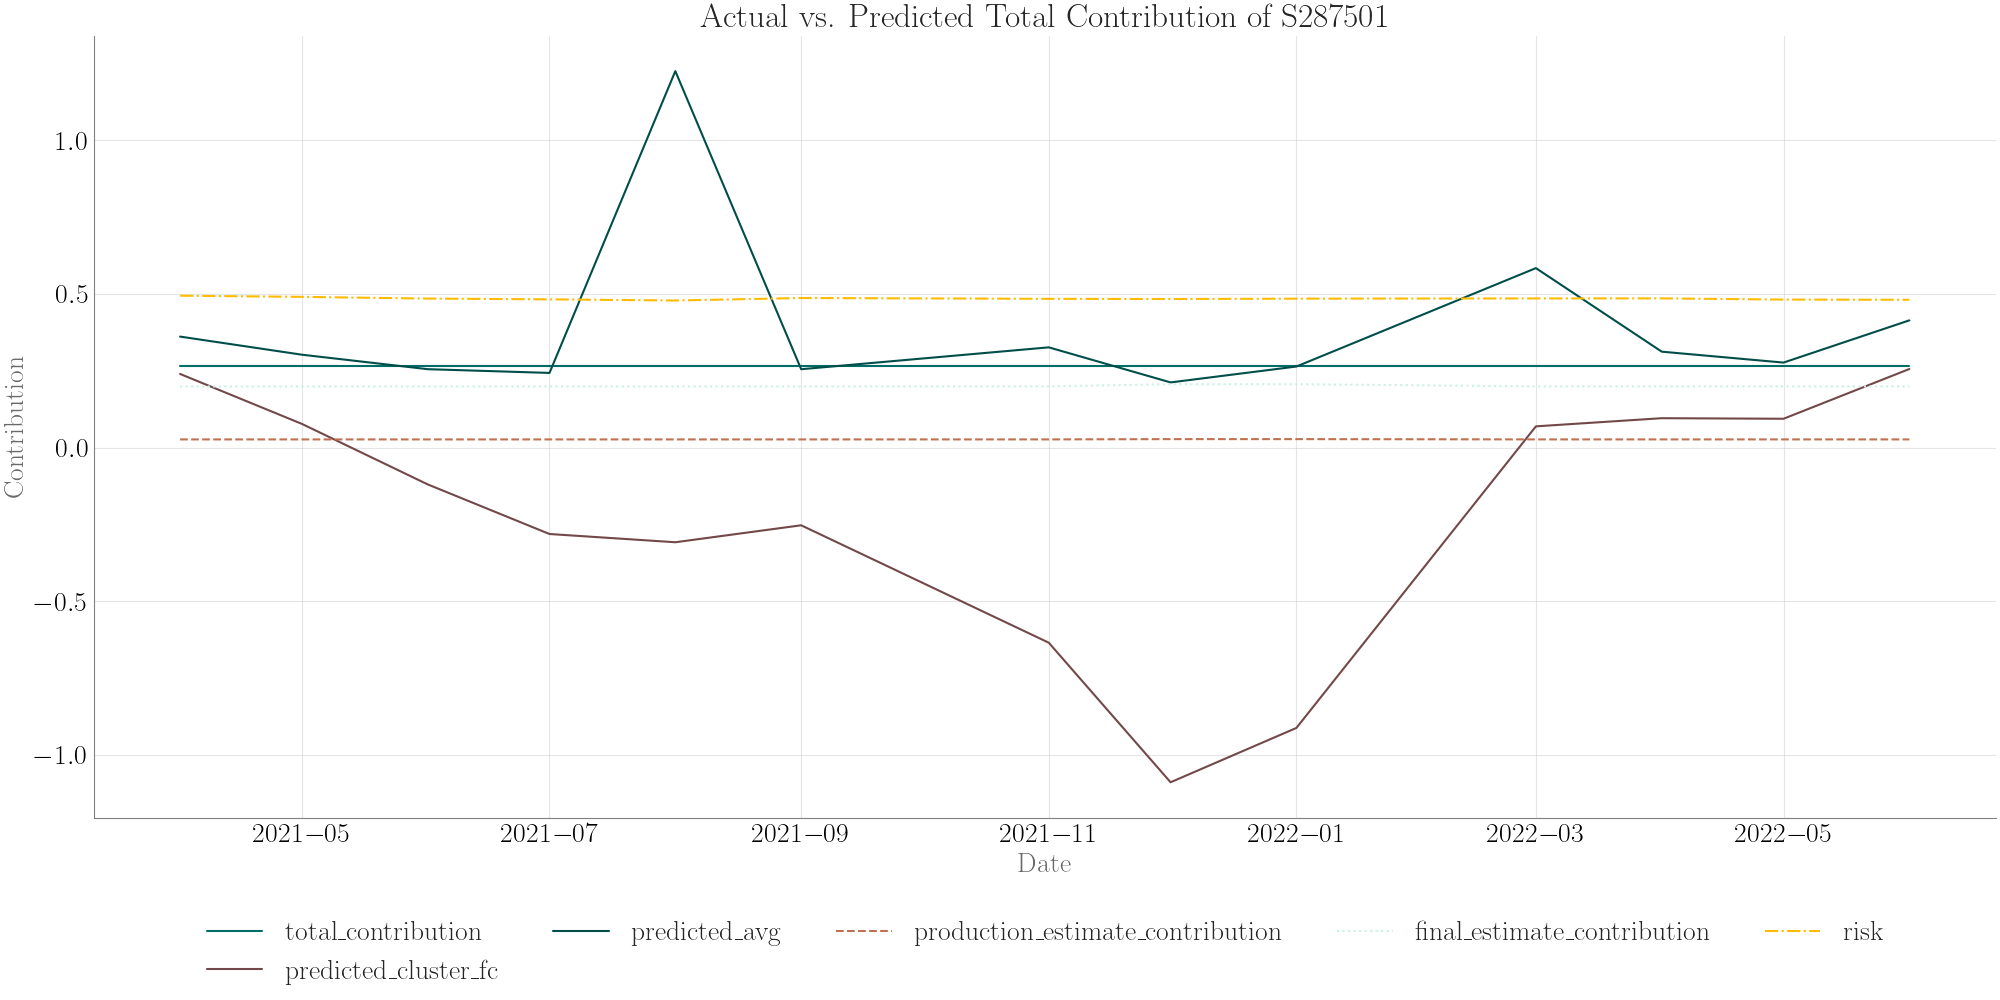 Actual vs. Predicted Total Contribution of S287501
Contribution
1.0
0.5
0.0
−0.5
−1.0
2021−05 2021−07 2021−09 2021−11 2022−01 2022−03 2022−05
Date
total_contribution predicted_avg production_estimate_contribution final_estimate_contribution risk
predicted_cluster_fc